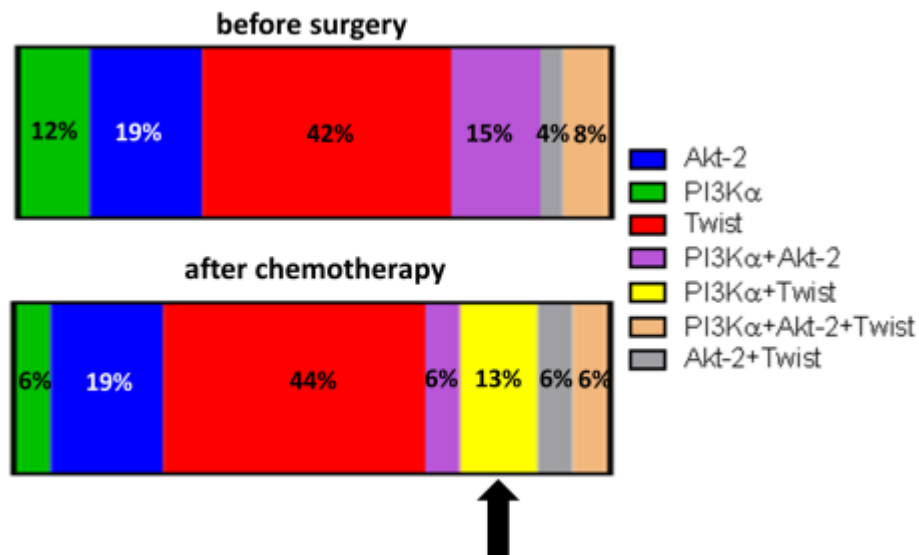 before surgery
12% 19% 42% 15% 4% 8%
Akt-2
PI3Kα
Twist
PI3Kα+Akt-2
PI3Kα+Twist
PI3Kα+Akt-2+Twist
Akt-2+Twist
after chemotherapy
6% 19% 44% 6% 13% 6% 6%